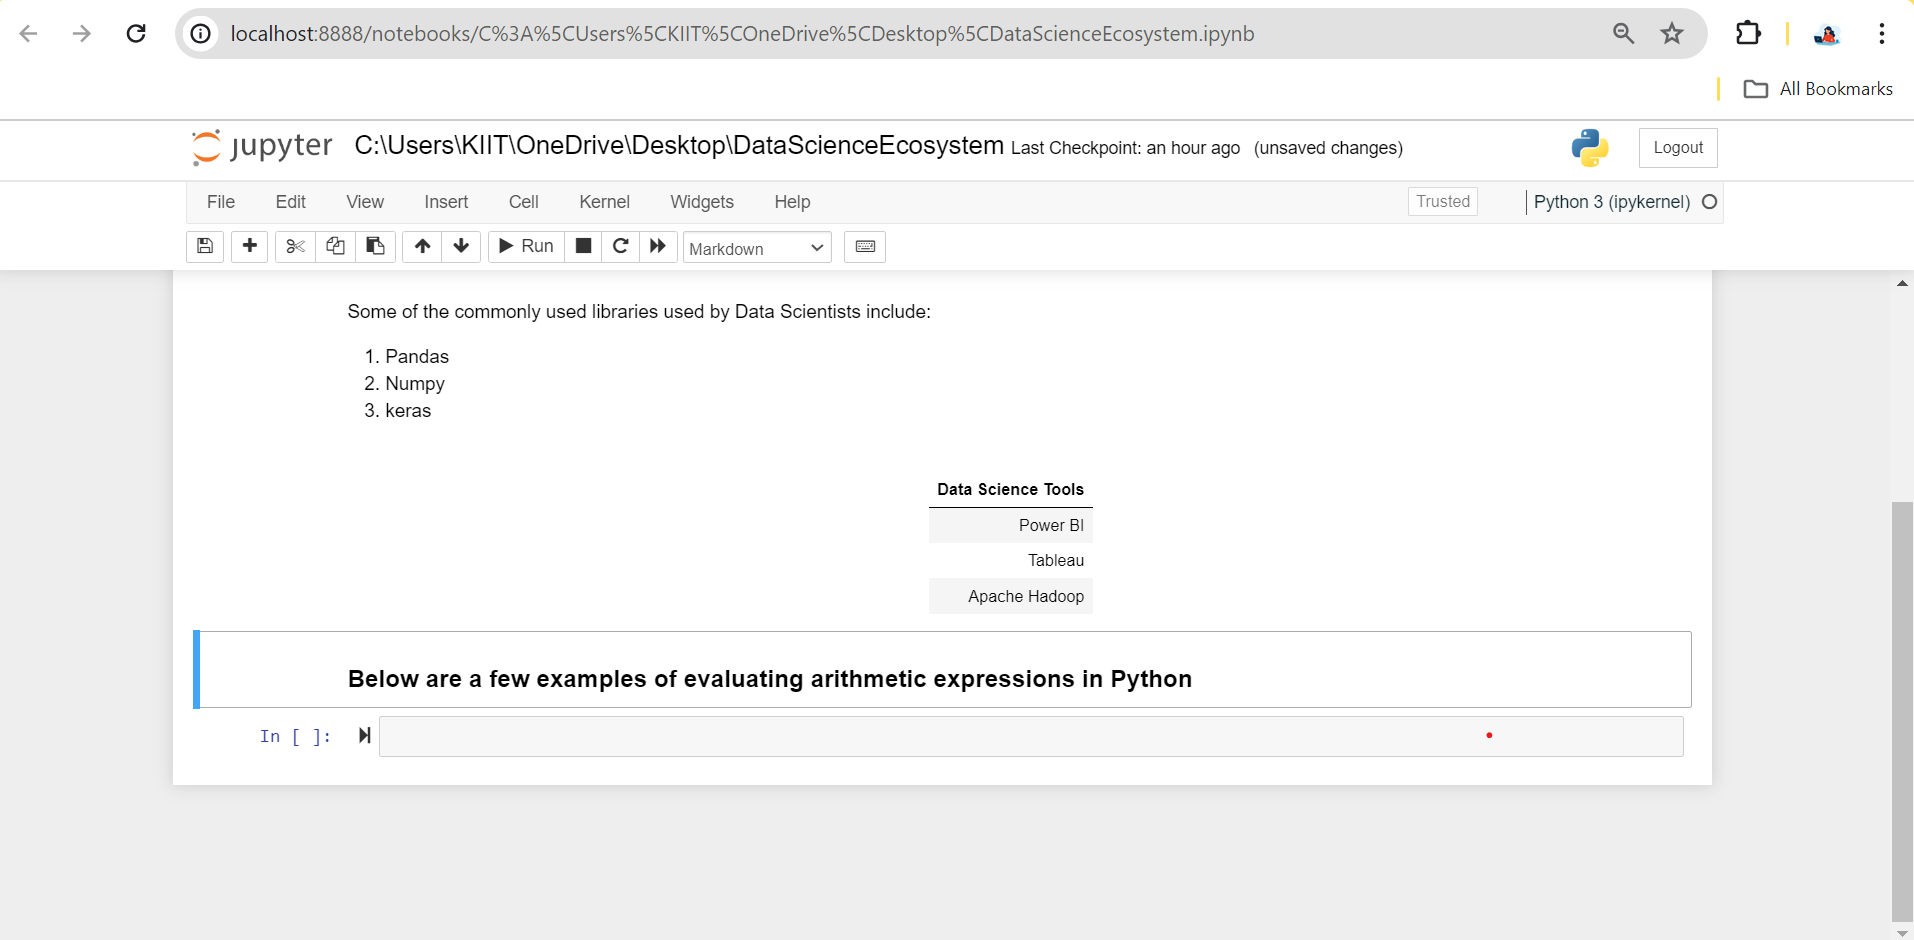 localhost:8888/notebooks/C%3A%5CUsers%5CKIIT%5COneDrive%5CDesktop%5CDataScienceEcosystem.ipynb
All Bookmarks
jupyter C:\Users\KIIT\OneDrive\Desktop\DataScienceEcosystem Last Checkpoint: an hour ago (unsaved changes) Logout
File Edit View Insert Cell Kernel Widgets Help Trusted Python 3 (ipykernel)
Run Markdown
Some of the commonly used libraries used by Data Scientists include:
1. Pandas
2. Numpy
3. keras
Data Science Tools
Power BI
Tableau
Apache Hadoop
Below are a few examples of evaluating arithmetic expressions in Python
In [ ]: